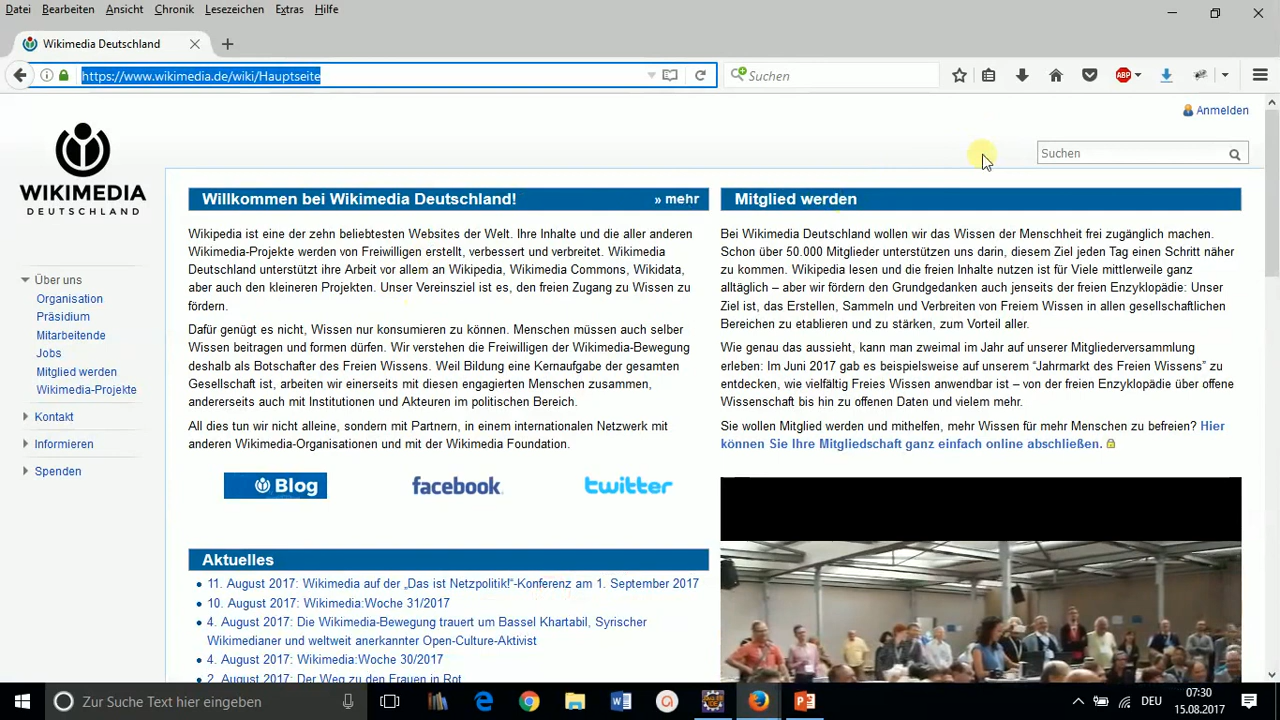 Datei Bearbeiten Ansicht Chronik Lesezeichen Extras Hilfe
Wikimedia Deutschland
https://www.wikimedia.de/wiki/Hauptseite
Suchen
ABP
Anmelden
Suchen
WIKIMEDIA
DEUTSCHLAND
Über uns
Organisation
Präsidium
Mitarbeitende
Jobs
Mitglied werden
Wikimedia-Projekte
Kontakt
Informieren
Spenden
Willkommen bei Wikimedia Deutschland! » mehr
Wikipedia ist eine der zehn beliebtesten Websites der Welt. Ihre Inhalte und die aller anderen
Wikimedia-Projekte werden von Freiwilligen erstellt, verbessert und verbreitet. Wikimedia
Deutschland unterstützt ihre Arbeit vor allem an Wikipedia, Wikimedia Commons, Wikidata,
aber auch den kleineren Projekten. Unser Vereinsziel ist es, den freien Zugang zu Wissen zu
fördern.
Dafür genügt es nicht, Wissen nur konsumieren zu können. Menschen müssen auch selber
Wissen beitragen und formen dürfen. Wir verstehen die Freiwilligen der Wikimedia-Bewegung
deshalb als Botschafter des Freien Wissens. Weil Bildung eine Kernaufgabe der gesamten
Gesellschaft ist, arbeiten wir einerseits mit diesen engagierten Menschen zusammen,
andererseits auch mit Institutionen und Akteuren im politischen Bereich.
All dies tun wir nicht alleine, sondern mit Partnern, in einem internationalen Netzwerk mit
anderen Wikimedia-Organisationen und mit der Wikimedia Foundation.
Blog facebook twitter
Aktuelles
11. August 2017: Wikimedia auf der „Das ist Netzpolitik!“-Konferenz am 1. September 2017
10. August 2017: Wikimedia:Woche 31/2017
4. August 2017: Die Wikimedia-Bewegung trauert um Bassel Khartabil, Syrischer
Wikimedianer und weltweit anerkannter Open-Culture-Aktivist
4. August 2017: Wikimedia:Woche 30/2017
2. August 2017: Der Weg zu den Frauen in Rot
Mitglied werden
Bei Wikimedia Deutschland wollen wir das Wissen der Menschheit frei zugänglich machen.
Schon über 50.000 Mitglieder unterstützen uns darin, diesem Ziel jeden Tag einen Schritt näher
zu kommen. Wikipedia lesen und die freien Inhalte nutzen ist für Viele mittlerweile ganz
alltäglich – aber wir fördern den Grundgedanken auch jenseits der freien Enzyklopädie: Unser
Ziel ist, das Erstellen, Sammeln und Verbreiten von Freiem Wissen in allen gesellschaftlichen
Bereichen zu etablieren und zu stärken, zum Vorteil aller.
Wie genau das aussieht, kann man zweimal im Jahr auf unserer Mitgliederversammlung
erleben: Im Juni 2017 gab es beispielsweise auf unserem “Jahrmarkt des Freien Wissens” zu
entdecken, wie vielfältig Freies Wissen anwendbar ist – von der freien Enzyklopädie über offene
Wissenschaft bis hin zu offenen Daten und vielem mehr.
Sie wollen Mitglied werden und mithelfen, mehr Wissen für mehr Menschen zu befreien? Hier
können Sie Ihre Mitgliedschaft ganz einfach online abschließen.
Zur Suche Text hier eingeben
DEU
07:30
15.08.2017